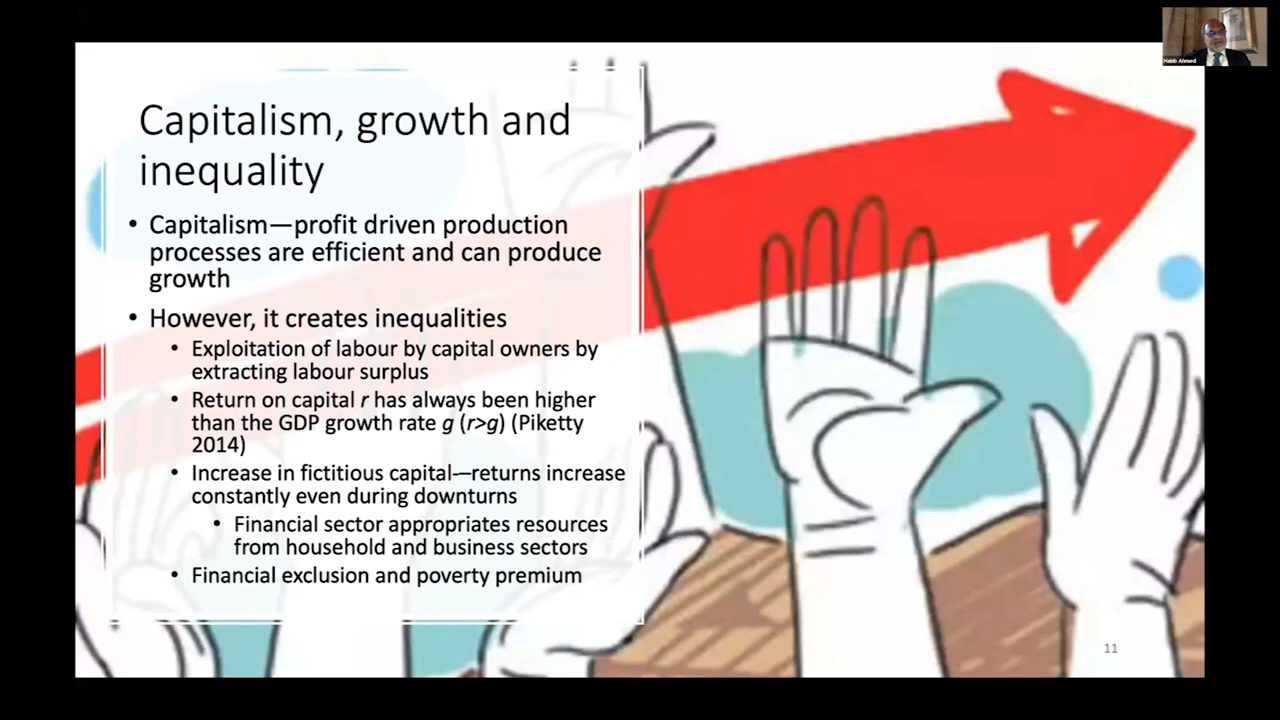 Habib Ahmed
Capitalism, growth and
inequality
• Capitalism—profit driven production
processes are efficient and can produce
growth
• However, it creates inequalities
• Exploitation of labour by capital owners by
extracting labour surplus
• Return on capital r has always been higher
than the GDP growth rate g (r>g) (Piketty
2014)
• Increase in fictitious capital—returns increase
constantly even during downturns
• Financial sector appropriates resources
from household and business sectors
• Financial exclusion and poverty premium
11